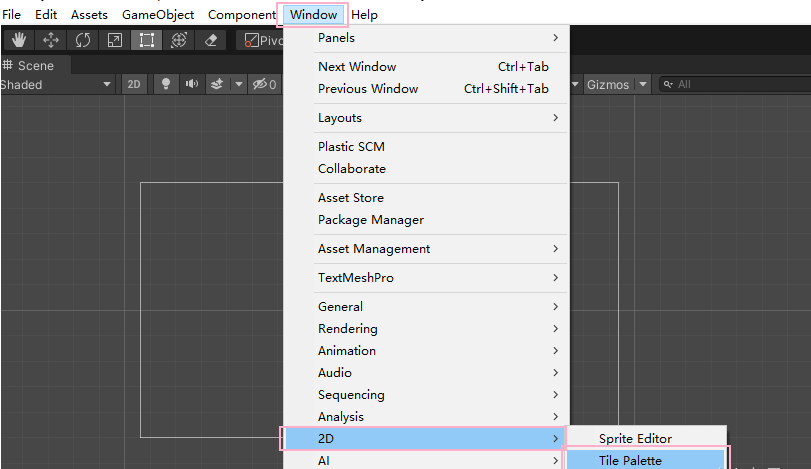 File Edit Assets GameObject Component Window Help
Scene
Shaded 2D 0 Gizmos All
Panels
Next Window Ctrl+Tab
Previous Window Ctrl+Shift+Tab
Layouts
Plastic SCM
Collaborate
Asset Store
Package Manager
Asset Management
TextMeshPro
General
Rendering
Animation
Audio
Sequencing
Analysis
2D
Sprite Editor
AI
Tile Palette